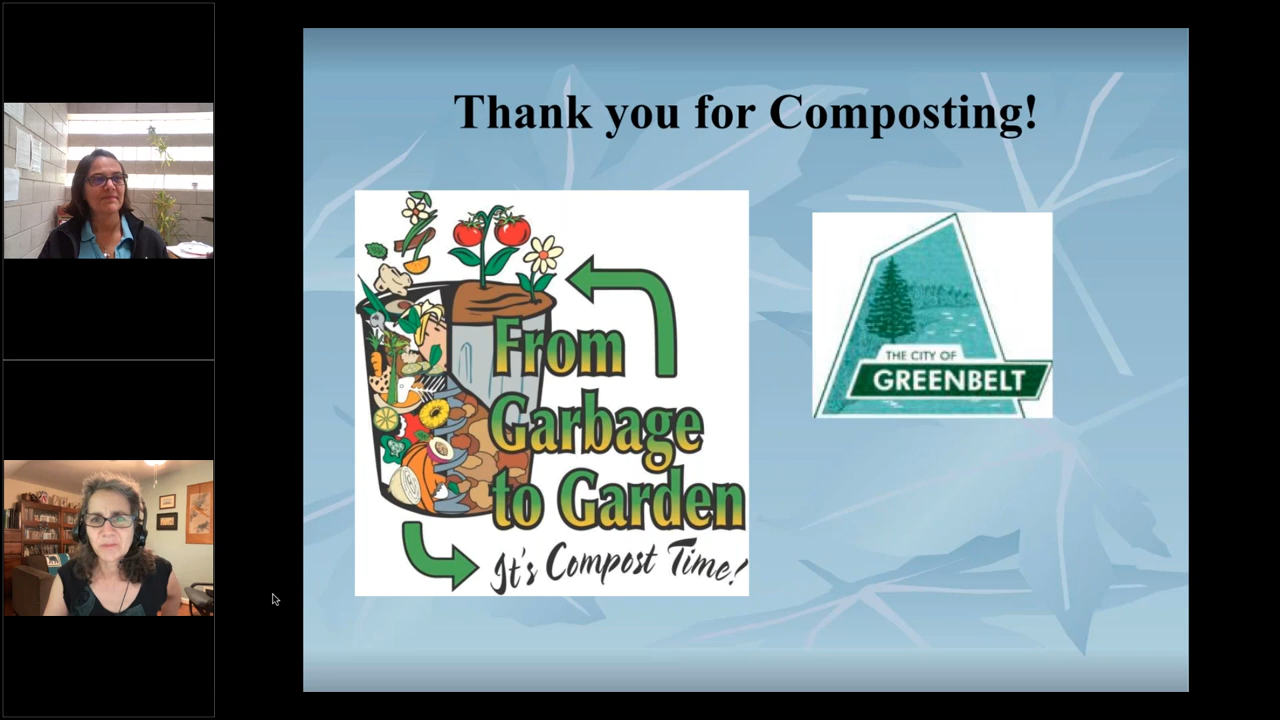 Thank you for Composting!
From
Garbage
to Garden
It's Compost Time!
THE CITY OF
GREENBELT